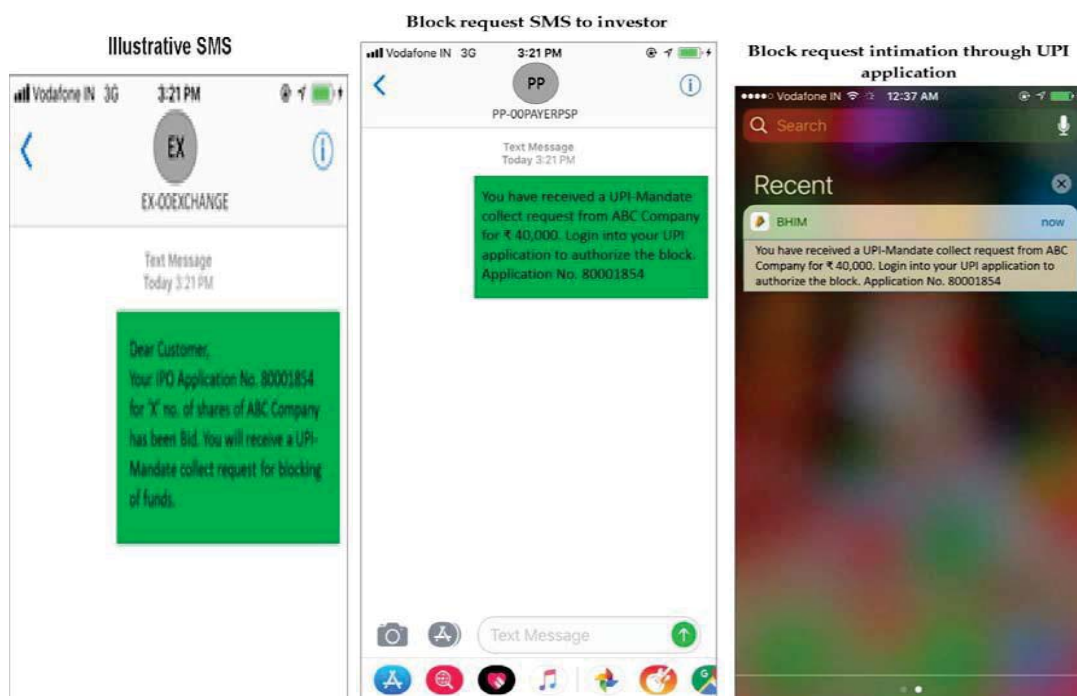 Illustrative SMS
Vodafone IN 3G 3:21 PM
EX
EX-00EXCHANGE
Text Message
Today 3:21 PM
Dear Customer,
Your IPO Application No. 80001854
for 'X' no. of shares of ABC Company
has been Bid. You will receive a UPI-
Mandate collect request for blocking
of funds.
Block request SMS to investor
Vodafone IN 3G 3:21 PM
PP
PP-00PAYERPSP
Text Message
Today 3:21 PM
You have received a UPI-Mandate
collect request from ABC Company
for ₹ 40,000. Login into your UPI
application to authorize the block.
Application No. 80001854
Text Message
Block request intimation through UPI
application
Vodafone IN 12:37 AM
Search
Recent
BHIM now
You have received a UPI-Mandate collect request from ABC
Company for ₹ 40,000. Login into your UPI application to
authorize the block. Application No. 80001854